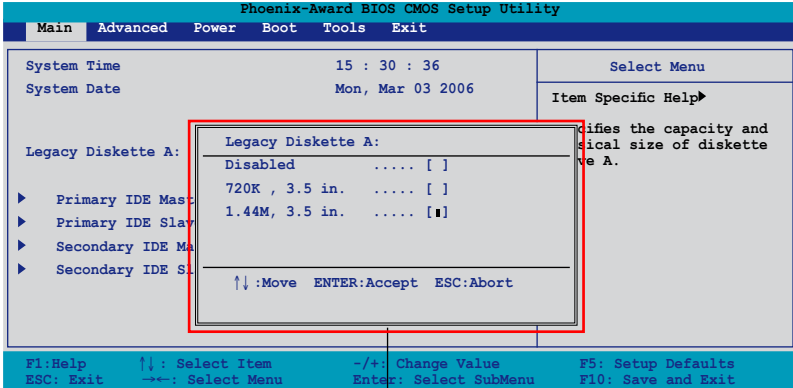 Phoenix-Award BIOS CMOS Setup Utility
Main Advanced Power Boot Tools Exit
System Time 15 : 30 : 36
System Date Mon, Mar 03 2006
Legacy Diskette A:
Primary IDE Mast
Primary IDE Slav
Secondary IDE Ma
Secondary IDE Sl
Legacy Diskette A:
Disabled ..... [ ]
720K , 3.5 in. ..... [ ]
1.44M, 3.5 in. ..... [▮]
↑↓ :Move ENTER:Accept ESC:Abort
Select Menu
Item Specific Help▶
cifies the capacity and
sical size of diskette
ve A.
F1:Help ↑↓ : Select Item -/+: Change Value F5: Setup Defaults
ESC: Exit →←: Select Menu Enter: Select SubMenu F10: Save and Exit